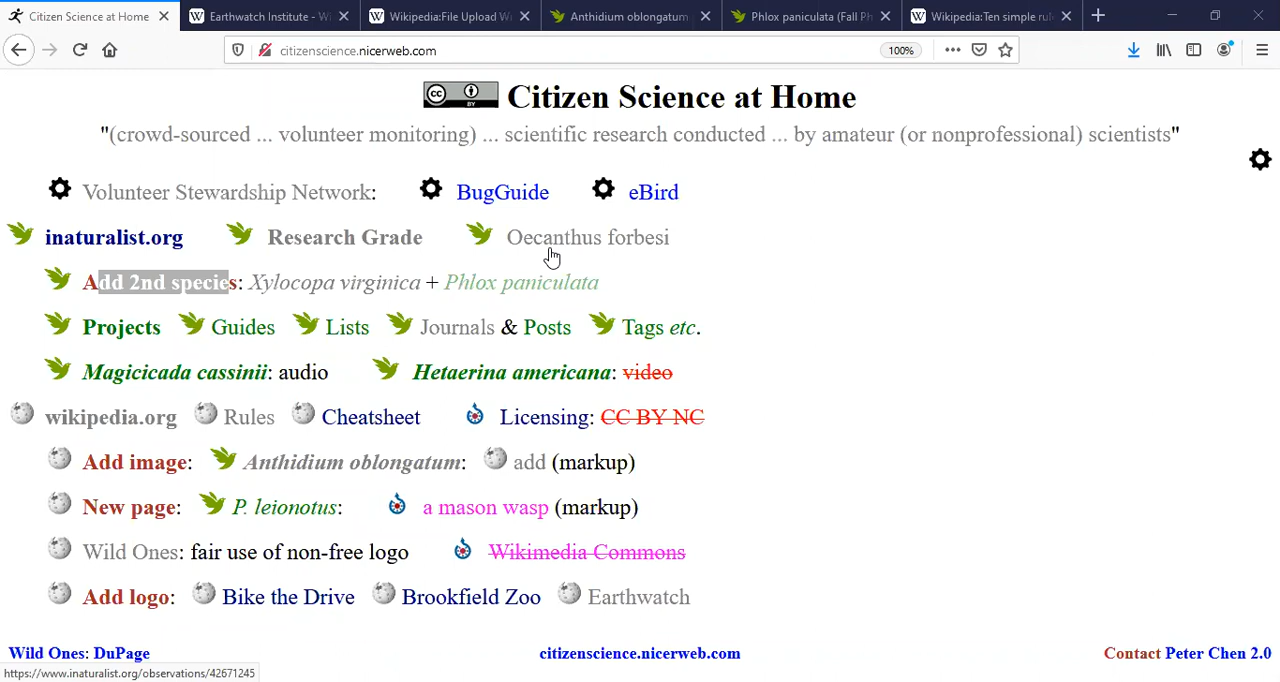 Citizen Science at Home
Earthwatch Institute - Wi
Wikipedia:File Upload W
Anthidium oblongatum
Phlox paniculata (Fall Ph
Wikipedia:Ten simple rul
citizenscience.nicerweb.com
100%
cc BY Citizen Science at Home
"(crowd-sourced ... volunteer monitoring) ... scientific research conducted ... by amateur (or nonprofessional) scientists"
Volunteer Stewardship Network: BugGuide eBird
inaturalist.org Research Grade Oecanthus forbesi
Add 2nd species: Xylocopa virginica + Phlox paniculata
Projects Guides Lists Journals & Posts Tags etc.
Magicicada cassinii: audio Hetaerina americana: video
wikipedia.org Rules Cheatsheet Licensing: CC BY NC
Add image: Anthidium oblongatum: add (markup)
New page: P. leionotus: a mason wasp (markup)
Wild Ones: fair use of non-free logo Wikimedia Commons
Add logo: Bike the Drive Brookfield Zoo Earthwatch
Wild Ones: DuPage citizenscience.nicerweb.com Contact Peter Chen 2.0
https://www.inaturalist.org/observations/42671245